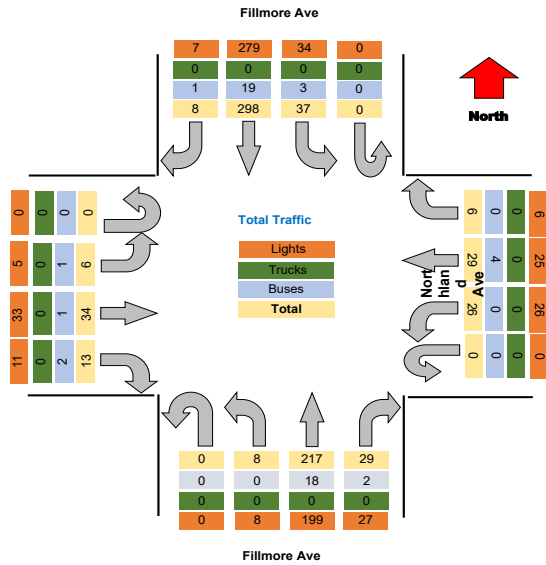 Fillmore Ave
7 279 34 0
0 0 0 0
1 19 3 0
8 298 37 0
North
0 0 0 0
5 0 1 6
33 0 1 34
11 0 2 13
Total Traffic
Lights
Trucks
Buses
Total
6 0 0 6
29 4 0 25
26 0 0 26
0 0 0 0
Northlan
d
Ave
0 8 217 29
0 0 18 2
0 0 0 0
0 8 199 27
Fillmore Ave